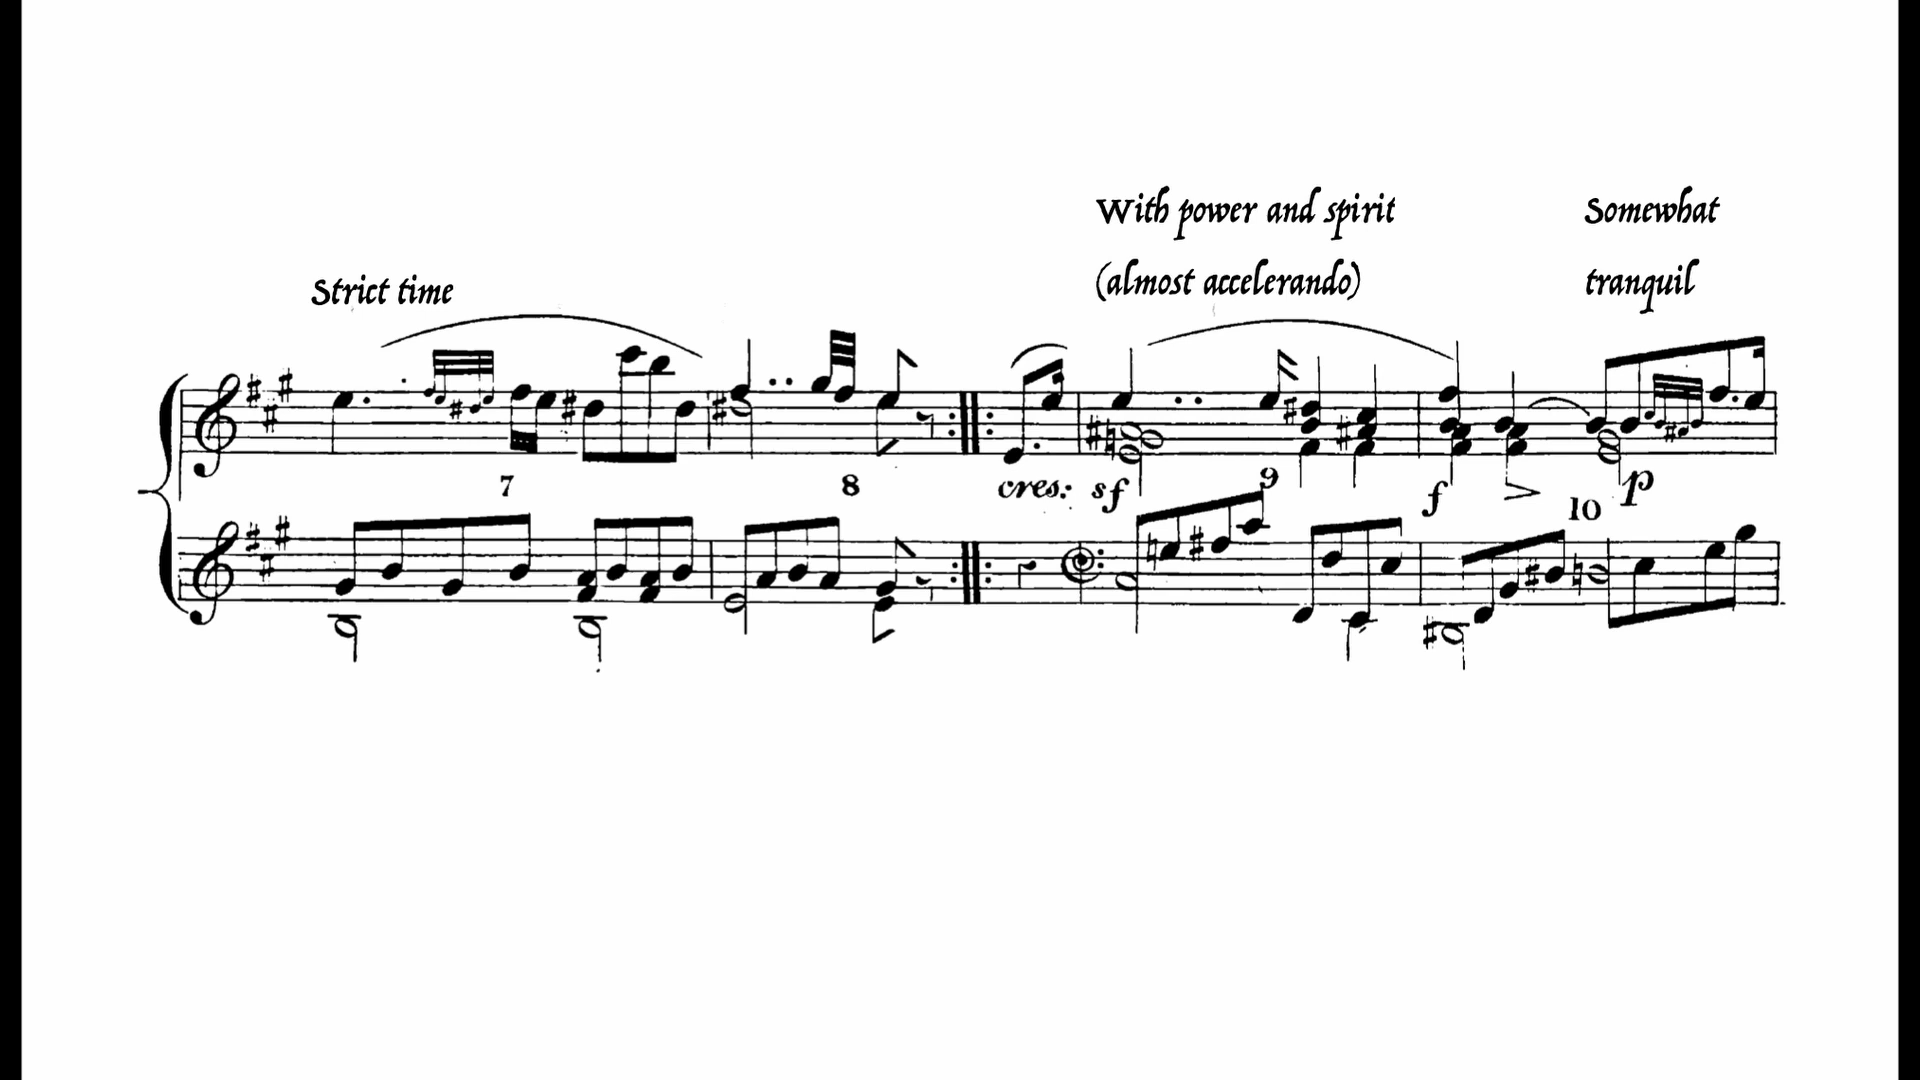 With power and spirit
(almost accelerando)
Somewhat
tranquil
Strict time
7
8
cres: sf
9
f
10
p